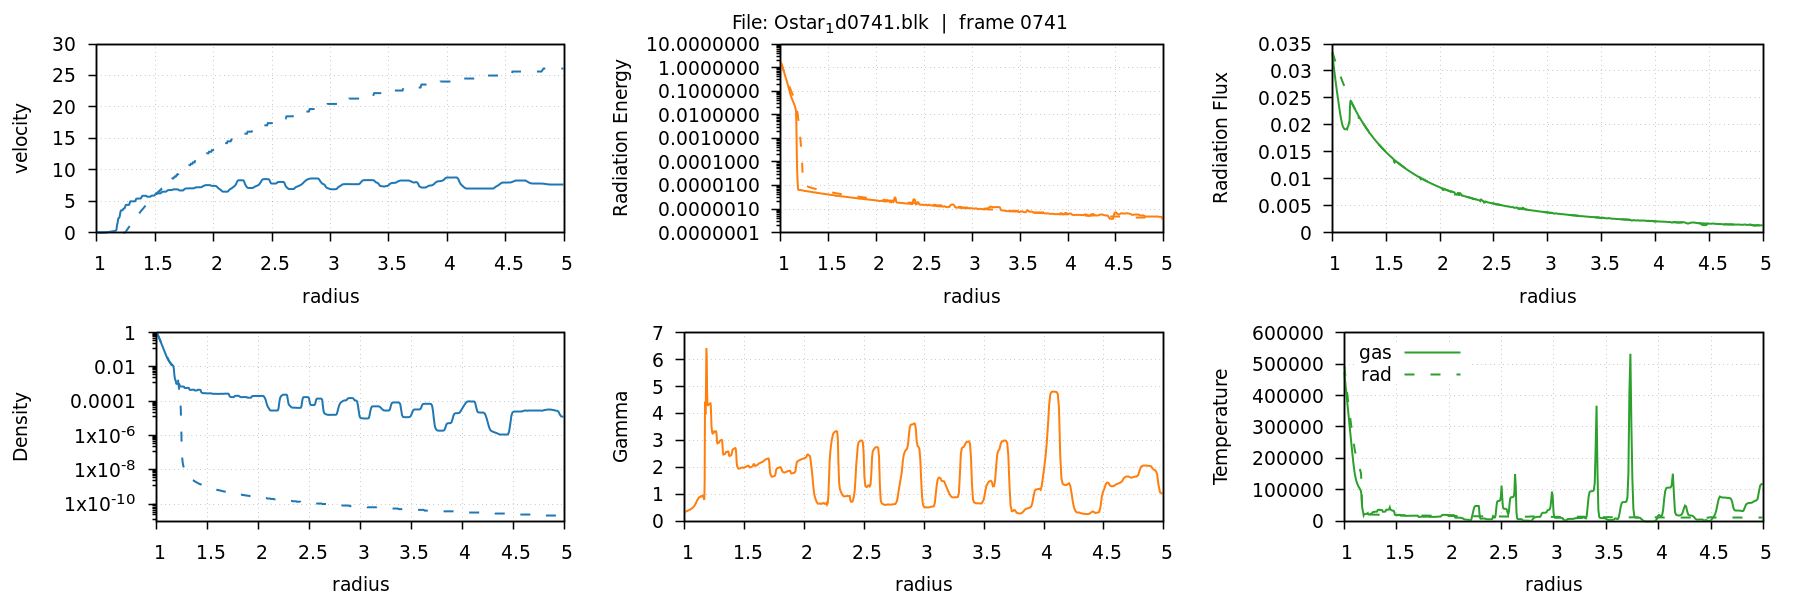 File: Ostar₁d0741.blk | frame 0741
velocity
30
25
20
15
10
5
0
1 1.5 2 2.5 3 3.5 4 4.5 5
radius
Radiation Energy
10.0000000
1.0000000
0.1000000
0.0100000
0.0010000
0.0001000
0.0000100
0.0000010
0.0000001
1 1.5 2 2.5 3 3.5 4 4.5 5
radius
Radiation Flux
0.035
0.03
0.025
0.02
0.015
0.01
0.005
0
1 1.5 2 2.5 3 3.5 4 4.5 5
radius
Density
1
0.01
0.0001
1x10⁻⁶
1x10⁻⁸
1x10⁻¹⁰
1 1.5 2 2.5 3 3.5 4 4.5 5
radius
Gamma
7
6
5
4
3
2
1
0
1 1.5 2 2.5 3 3.5 4 4.5 5
radius
Temperature
600000
500000
400000
300000
200000
100000
0
gas
rad
1 1.5 2 2.5 3 3.5 4 4.5 5
radius